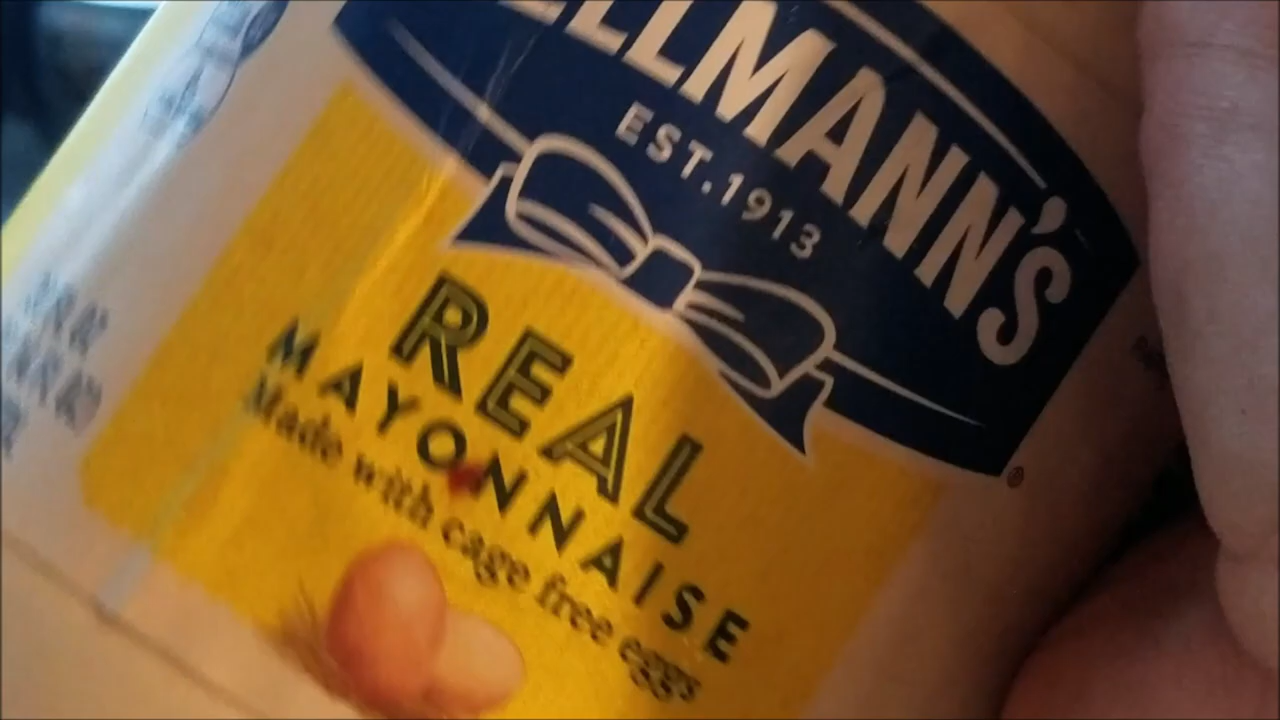 ELLMANN'S
EST. 1913
REAL
MAYONNAISE
Made with cage free eggs